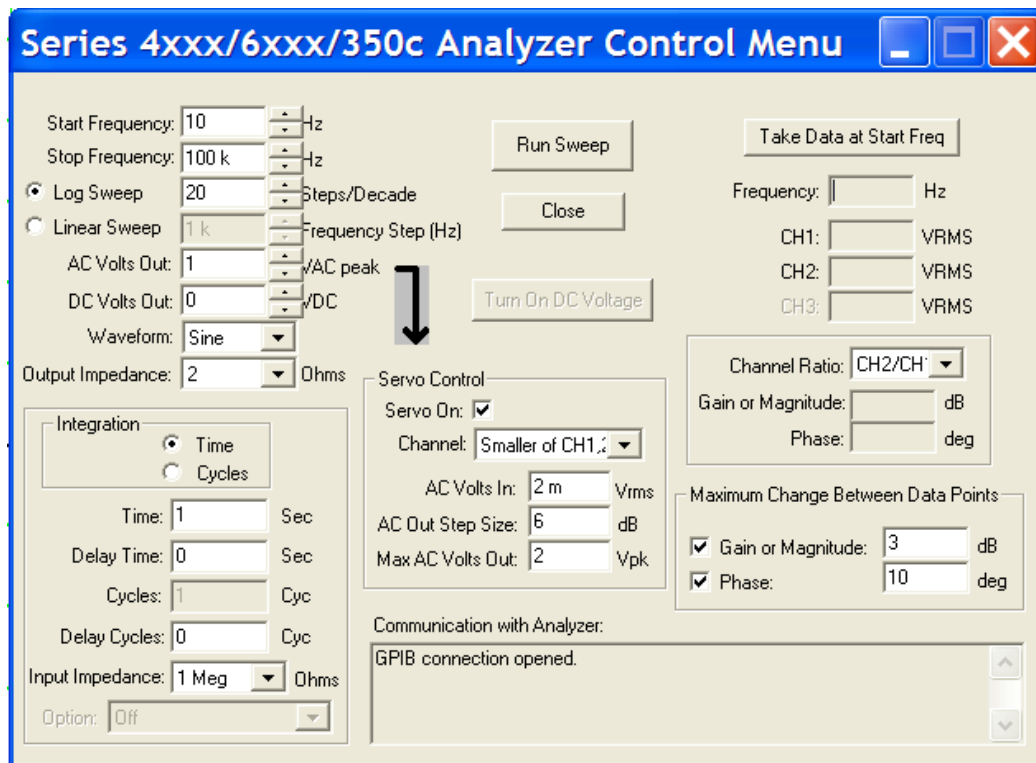 Series 4xxx/6xxx/350c Analyzer Control Menu
Start Frequency: 10 Hz
Stop Frequency: 100 k Hz
Log Sweep 20 Steps/Decade
Linear Sweep 1 k Frequency Step (Hz)
AC Volts Out: 1 VAC peak
DC Volts Out: 0 VDC
Waveform: Sine
Output Impedance: 2 Ohms
Integration
Time
Cycles
Time: 1 Sec
Delay Time: 0 Sec
Cycles: 1 Cyc
Delay Cycles: 0 Cyc
Input Impedance: 1 Meg Ohms
Option: Off
Run Sweep
Close
Turn On DC Voltage
Servo Control
Servo On:
Channel: Smaller of CH1,2
AC Volts In: 2 m Vrms
AC Out Step Size: 6 dB
Max AC Volts Out: 2 Vpk
Take Data at Start Freq
Frequency: Hz
CH1: VRMS
CH2: VRMS
CH3: VRMS
Channel Ratio: CH2/CH1
Gain or Magnitude: dB
Phase: deg
Maximum Change Between Data Points
Gain or Magnitude: 3 dB
Phase: 10 deg
Communication with Analyzer:
GPIB connection opened.